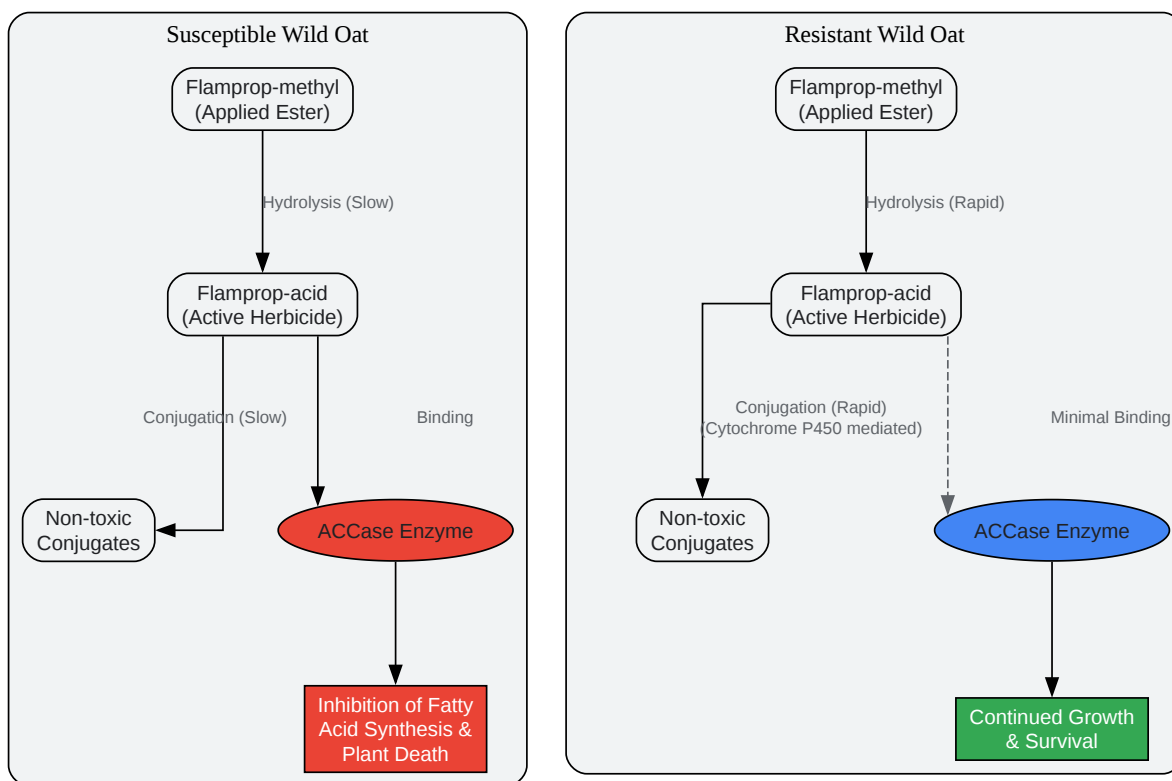 Susceptible Wild Oat
Flamprop-methyl
(Applied Ester)
Hydrolysis (Slow)
Flamprop-acid
(Active Herbicide)
Conjugation (Slow)
Binding
Non-toxic
Conjugates
ACCase Enzyme
Inhibition of Fatty
Acid Synthesis &
Plant Death
Resistant Wild Oat
Flamprop-methyl
(Applied Ester)
Hydrolysis (Rapid)
Flamprop-acid
(Active Herbicide)
Conjugation (Rapid)
(Cytochrome P450 mediated)
Minimal Binding
Non-toxic
Conjugates
ACCase Enzyme
Continued Growth
& Survival